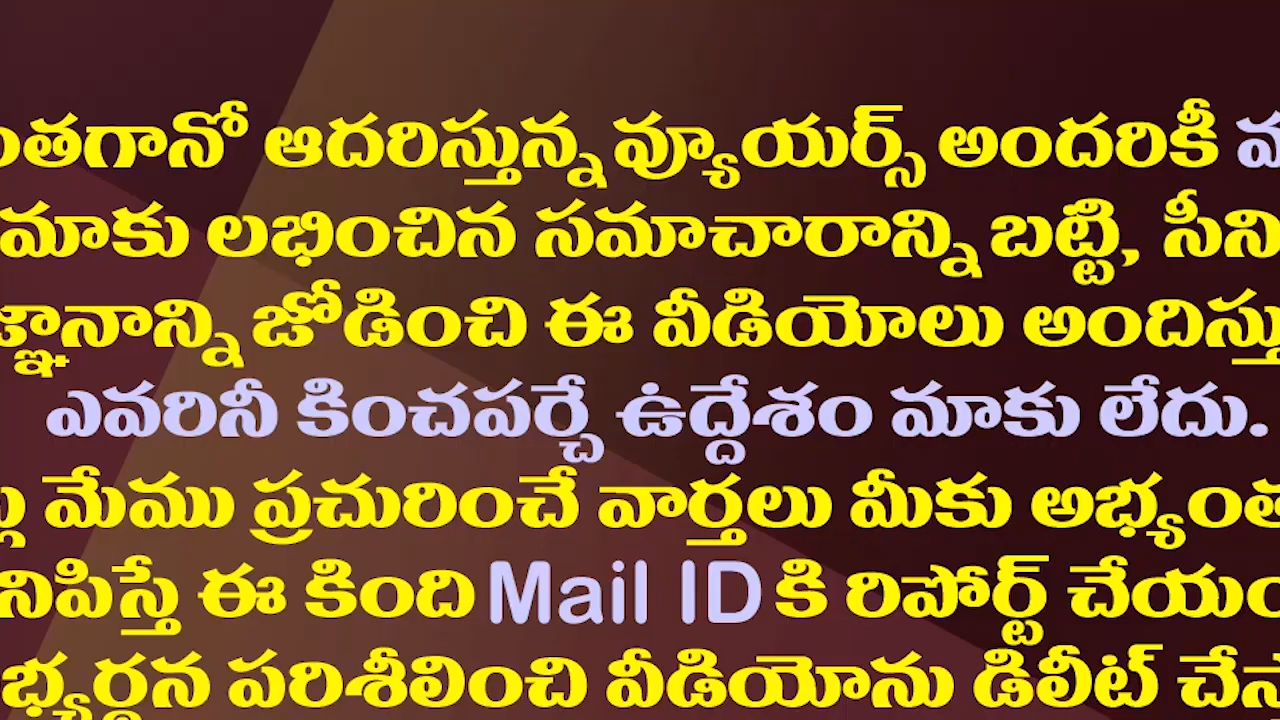 ఆదరిస్తున్న వ్యూయర్స్ అందరికీ
మాకు లభించిన సమాచారాన్ని బట్టి,
జోడించి ఈ వీడియోలు
ఎవరినీ కించపర్చే ఉద్దేశం మాకు లేదు.
మేము ప్రచురించే వార్తలు మీకు
ఈ కింది Mail ID కి రిపోర్ట్
పరిశీలించి వీడియోను డిలీట్